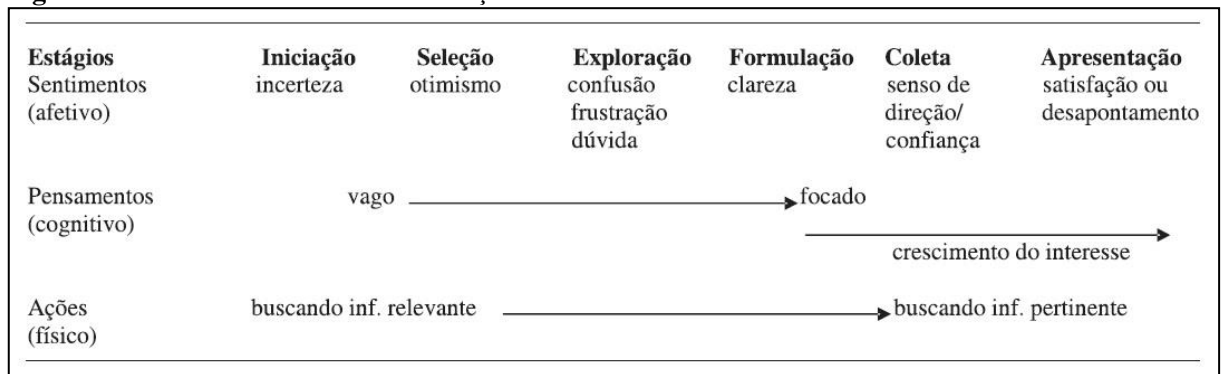 Estágios Iniciação Seleção Exploração Formulação Coleta Apresentação
Sentimentos incerteza otimismo confusão clareza senso de satisfação ou
(afetivo) frustração direção/ desapontamento
dúvida confiança
Pensamentos vago focado
(cognitivo)
crescimento do interesse
Ações buscando inf. relevante buscando inf. pertinente
(físico)